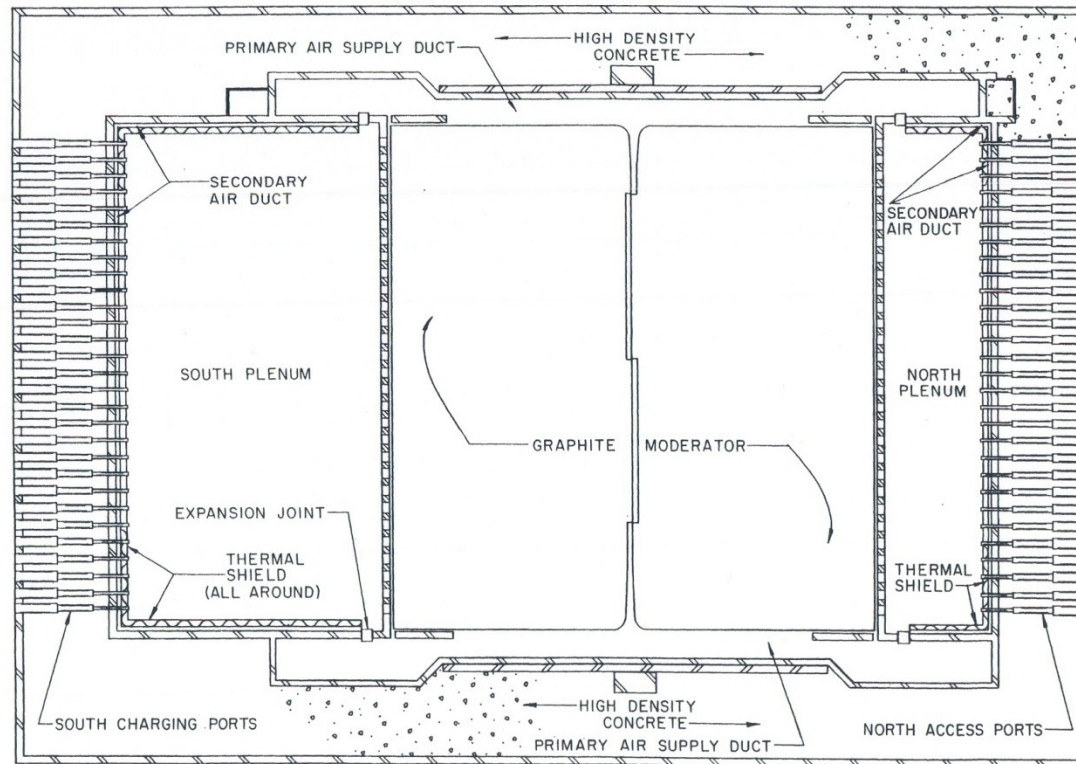 PRIMARY AIR SUPPLY DUCT
HIGH DENSITY
CONCRETE
SECONDARY
AIR DUCT
SECONDARY
AIR DUCT
SOUTH PLENUM
NORTH
PLENUM
GRAPHITE
MODERATOR
EXPANSION JOINT
THERMAL
SHIELD
(ALL AROUND)
THERMAL
SHIELD
SOUTH CHARGING PORTS
HIGH DENSITY
CONCRETE
PRIMARY AIR SUPPLY DUCT
NORTH ACCESS PORTS